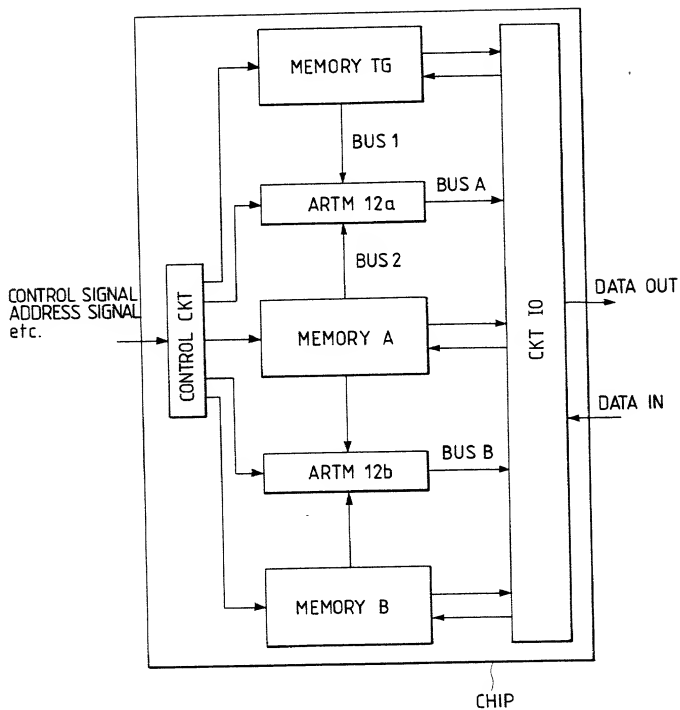 MEMORY TG
BUS 1
BUS A
ARTM 12a
BUS 2
CONTROL SIGNAL
ADDRESS SIGNAL
etc.
CONTROL CKT
MEMORY A
CKT IO
DATA OUT
DATA IN
BUS B
ARTM 12b
MEMORY B
CHIP